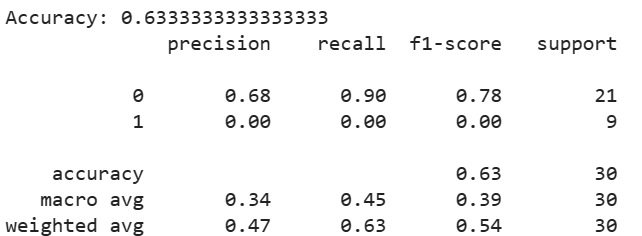 Accuracy: 0.6333333333333333
precision recall f1-score support
0 0.68 0.90 0.78 21
1 0.00 0.00 0.00 9
accuracy 0.63 30
macro avg 0.34 0.45 0.39 30
weighted avg 0.47 0.63 0.54 30